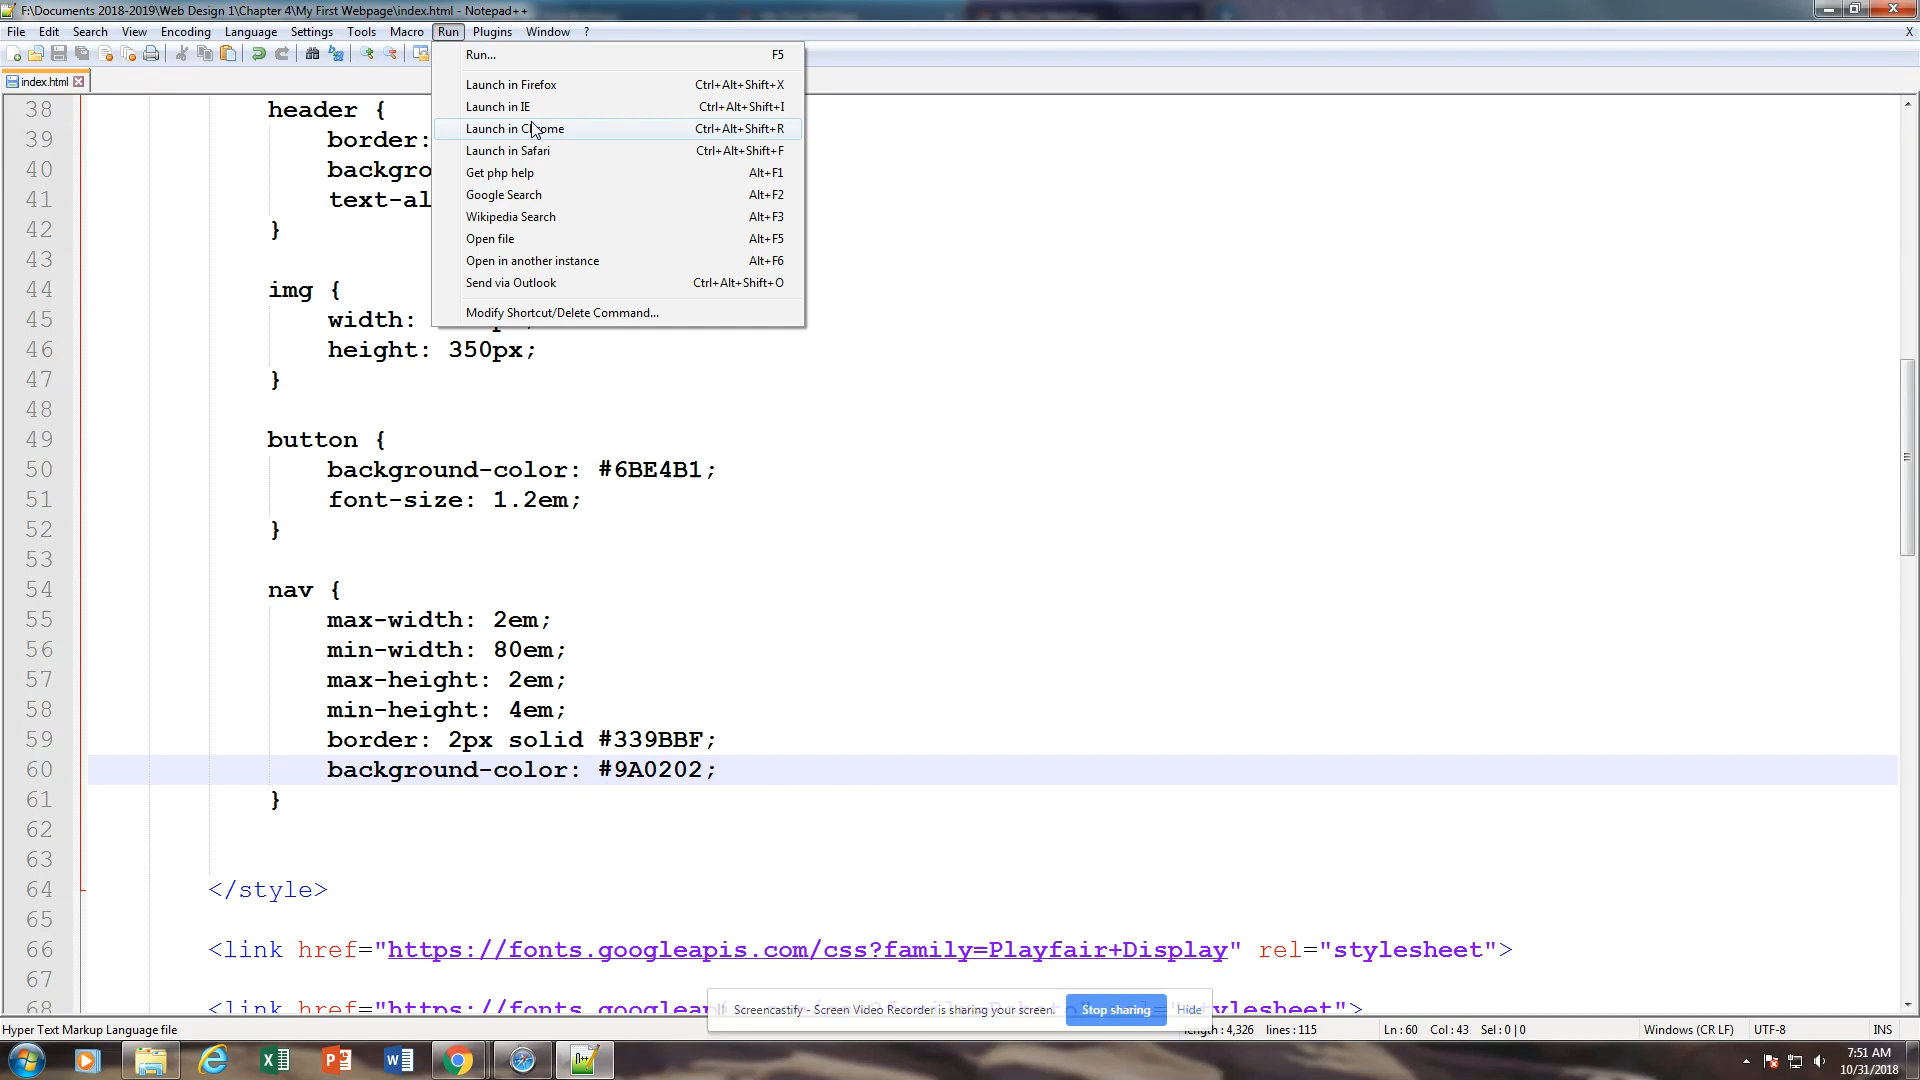 F:\Documents 2018-2019\Web Design 1\Chapter 4\My First Webpage\index.html - Notepad++
File Edit Search View Encoding Language Settings Tools Macro Run Plugins Window ? X
index.html
Run... F5
Launch in Firefox Ctrl+Alt+Shift+X
Launch in IE Ctrl+Alt+Shift+I
Launch in Chrome Ctrl+Alt+Shift+R
Launch in Safari Ctrl+Alt+Shift+F
Get php help Alt+F1
Google Search Alt+F2
Wikipedia Search Alt+F3
Open file Alt+F5
Open in another instance Alt+F6
Send via Outlook Ctrl+Alt+Shift+O
Modify Shortcut/Delete Command...
38 header {
39 border:
40 backgro
41 text-al
42 }
43
44 img {
45 width:
46 height: 350px;
47 }
48
49 button {
50 background-color: #6BE4B1;
51 font-size: 1.2em;
52 }
53
54 nav {
55 max-width: 2em;
56 min-width: 80em;
57 max-height: 2em;
58 min-height: 4em;
59 border: 2px solid #339BBF;
60 background-color: #9A0202;
61 }
62
63
64 </style>
65
66 <link href="https://fonts.googleapis.com/css?family=Playfair+Display" rel="stylesheet">
67
68 <link href="https://fonts.googleap
Screencastify - Screen Video Recorder is sharing your screen. Stop sharing Hide
Hyper Text Markup Language file length : 4,326 lines : 115 Ln : 60 Col : 43 Sel : 0 | 0 Windows (CR LF) UTF-8 INS
7:51 AM
10/31/2018